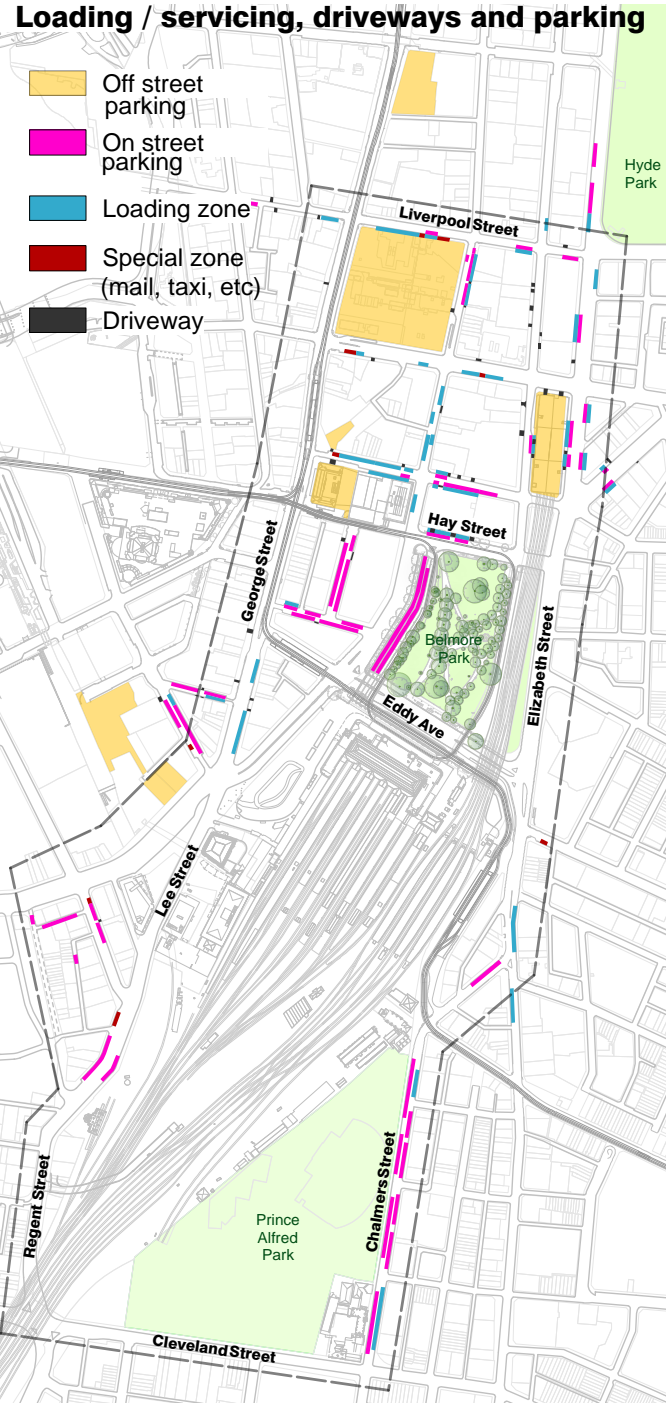 Loading / servicing, driveways and parking
Off street
parking
On street
parking
Loading zone
Special zone
(mail, taxi, etc)
Driveway
Hyde
Park
Liverpool Street
Hay Street
George Street
Belmore
Park
Elizabeth Street
Eddy Ave
Lee Street
Chalmers Street
Regent Street
Prince
Alfred
Park
Cleveland Street